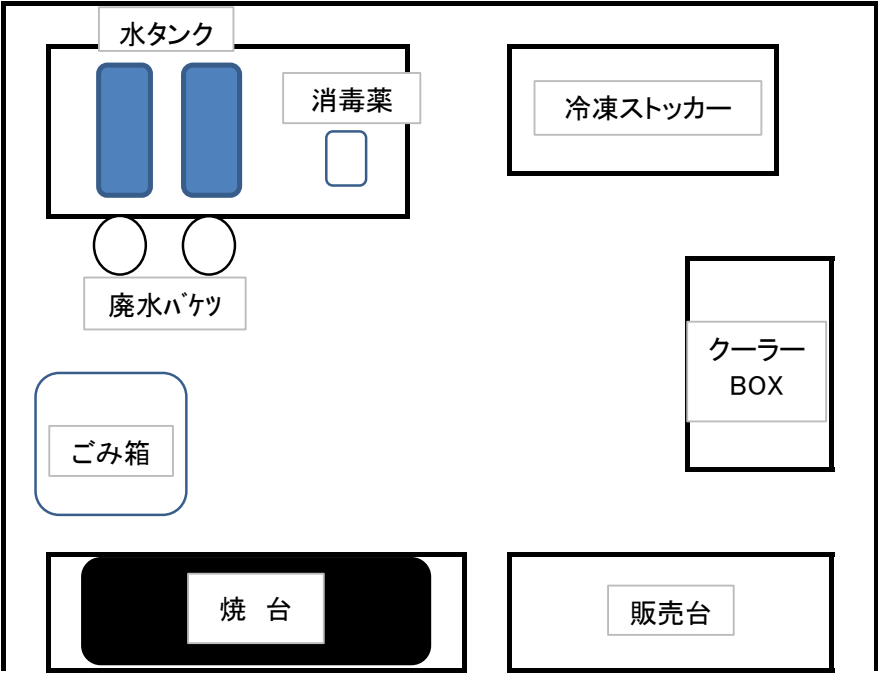 水タンク
消毒薬
冷凍ストッカー
廃水ﾊﾞｹﾂ
クーラー
BOX
ごみ箱
焼　台
販売台